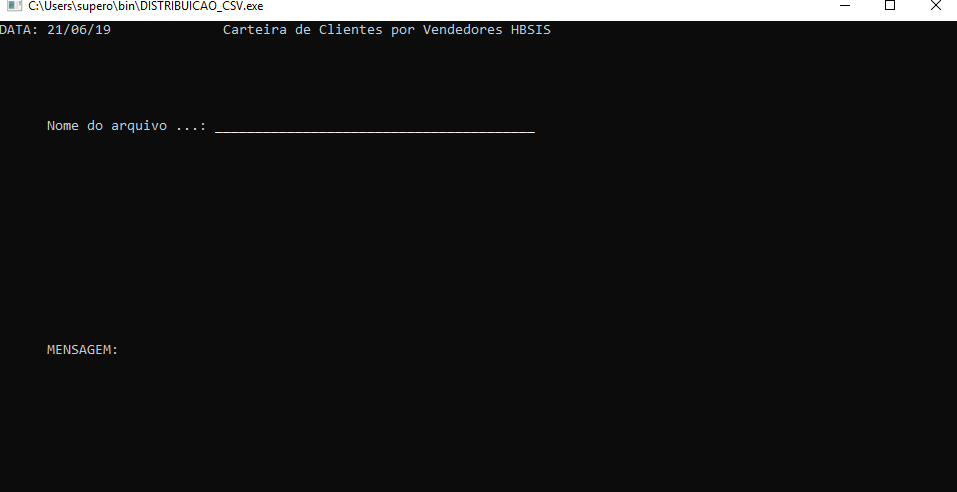 C:\Users\supero\bin\DISTRIBUICAO_CSV.exe
DATA: 21/06/19 Carteira de Clientes por Vendedores HBSIS
Nome do arquivo ...: ________________________________________
MENSAGEM: